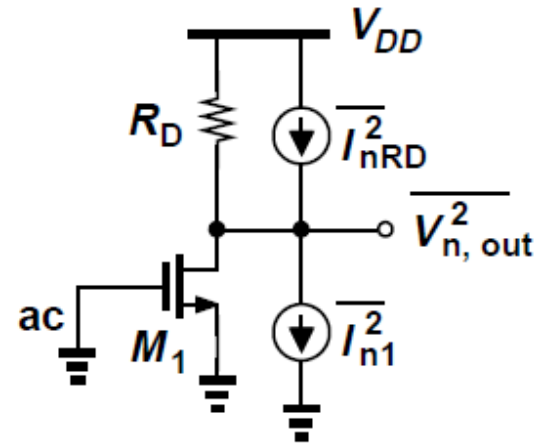 V_DD
R_D
I²_nRD
V²_n, out
ac
M_1
I²_n1